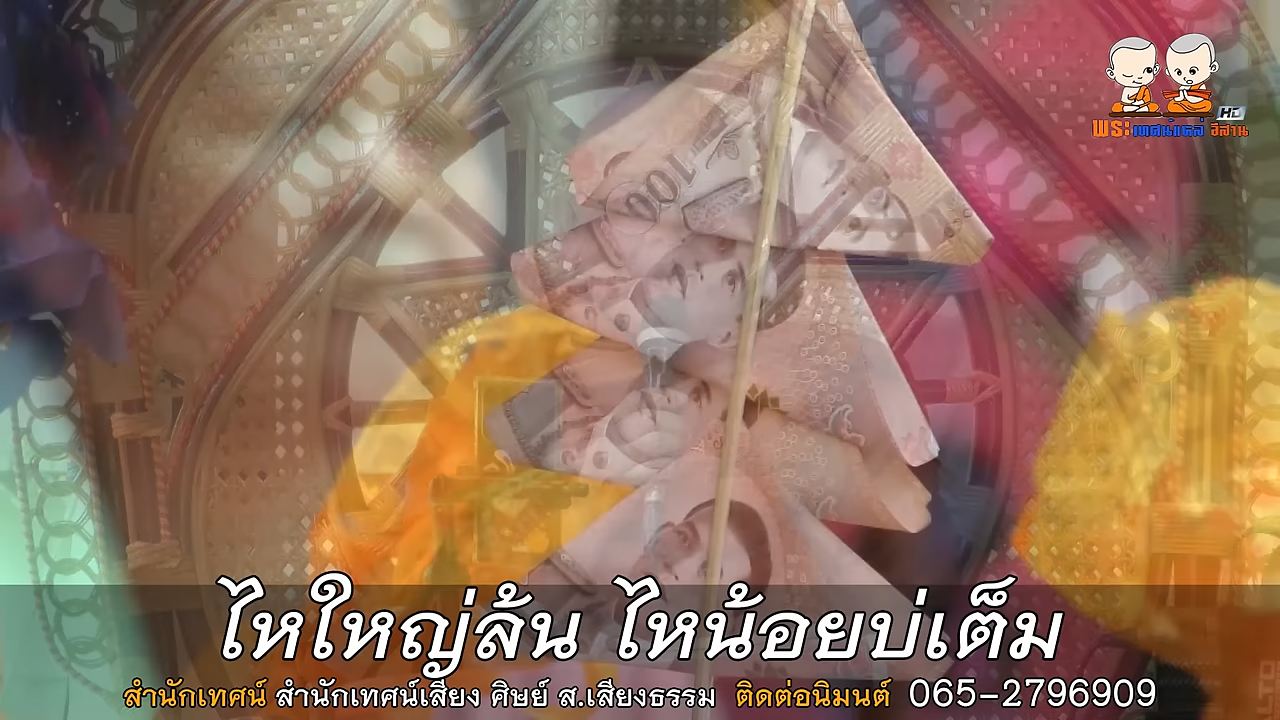 HD
พระเทศน์แหล่ อีสาน
100
ไหใหญ่ล้น ไหน้อยบ่เต็ม
สำนักเทศน์ สำนักเทศน์เสียง ศิษย์ ส.เสียงธรรม ติดต่อนิมนต์ 065-2796909